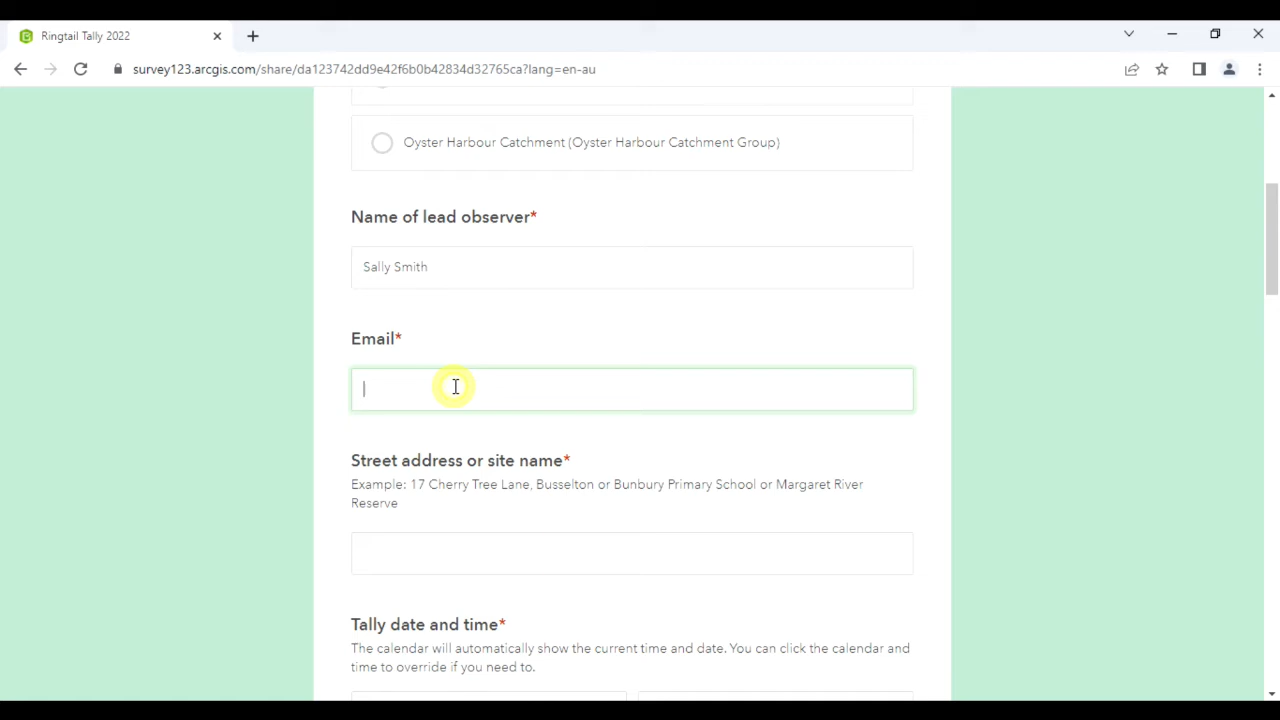 Ringtail Tally 2022
survey123.arcgis.com/share/da123742dd9e42f6b0b42834d32765ca?lang=en-au
Oyster Harbour Catchment (Oyster Harbour Catchment Group)
Name of lead observer*
Sally Smith
Email*
Street address or site name*
Example: 17 Cherry Tree Lane, Busselton or Bunbury Primary School or Margaret River
Reserve
Tally date and time*
The calendar will automatically show the current time and date. You can click the calendar and
time to override if you need to.